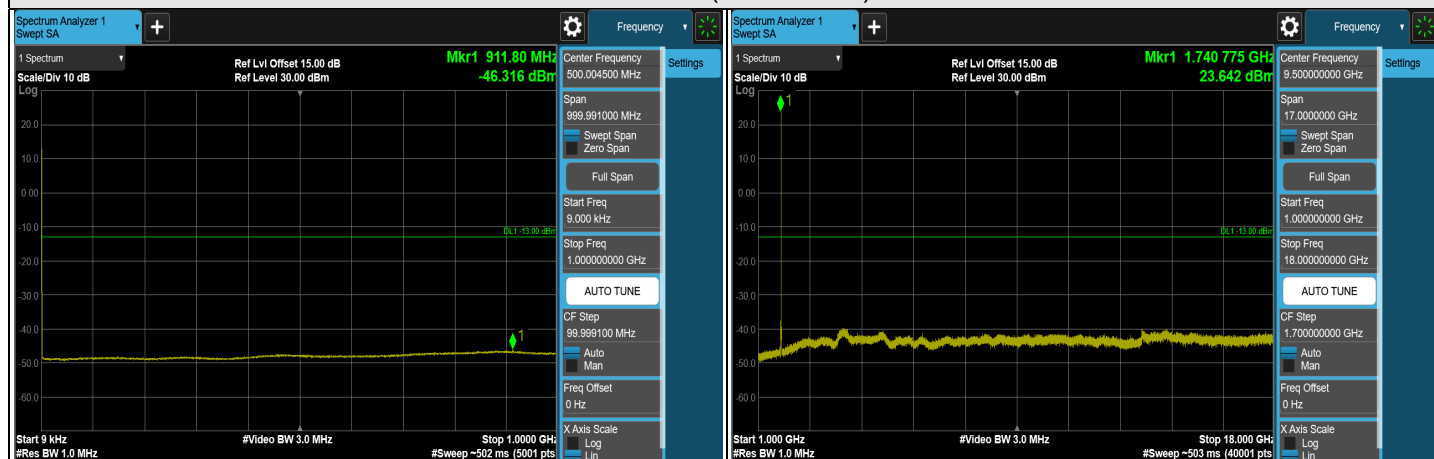 Spectrum Analyzer 1
Swept SA
+
Frequency
1 Spectrum
Scale/Div 10 dB
Log
Ref Lvl Offset 15.00 dB
Ref Level 30.00 dBm
Mkr1 911.80 MHz
-46.316 dBm
20.0
10.0
0.00
-10.0
-20.0
-30.0
-40.0
-50.0
-60.0
DL1 -13.00 dBm
1
Start 9 kHz
#Res BW 1.0 MHz
#Video BW 3.0 MHz
Stop 1.0000 GHz
#Sweep ~502 ms (5001 pts
Center Frequency
500.004500 MHz
Settings
Span
999.991000 MHz
Swept Span
Zero Span
Full Span
Start Freq
9.000 kHz
Stop Freq
1.000000000 GHz
AUTO TUNE
CF Step
99.999100 MHz
Auto
Man
Freq Offset
0 Hz
X Axis Scale
Log
Lin
Spectrum Analyzer 1
Swept SA
+
Frequency
1 Spectrum
Scale/Div 10 dB
Log
Ref Lvl Offset 15.00 dB
Ref Level 30.00 dBm
Mkr1 1.740 775 GHz
23.642 dBm
1
20.0
10.0
0.00
-10.0
-20.0
-30.0
-40.0
-50.0
-60.0
DL1 -13.00 dBm
Start 1.000 GHz
#Res BW 1.0 MHz
#Video BW 3.0 MHz
Stop 18.000 GHz
#Sweep ~503 ms (40001 pts
Center Frequency
9.500000000 GHz
Settings
Span
17.0000000 GHz
Swept Span
Zero Span
Full Span
Start Freq
1.000000000 GHz
Stop Freq
18.000000000 GHz
AUTO TUNE
CF Step
1.700000000 GHz
Auto
Man
Freq Offset
0 Hz
X Axis Scale
Log
Lin